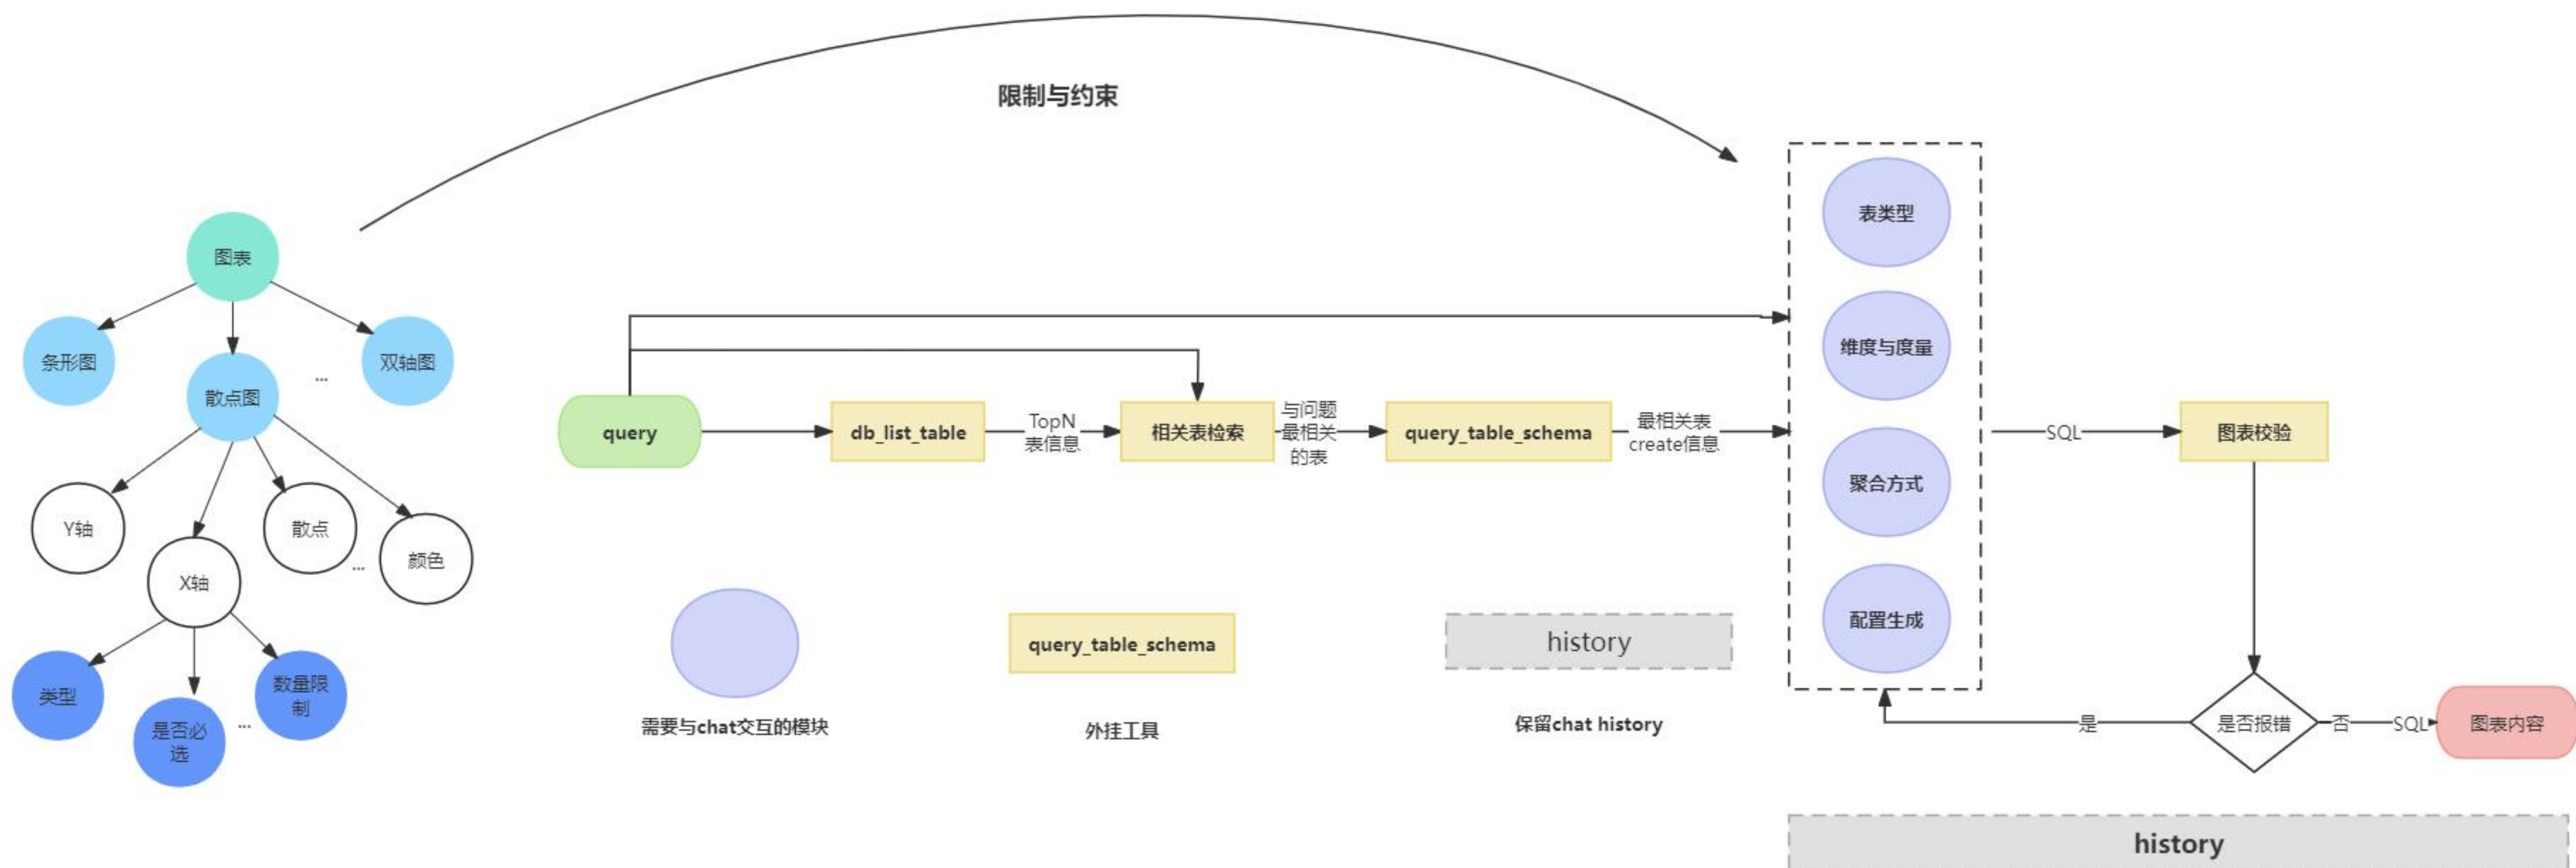 限制与约束
图表
条形图
散点图
...
双轴图
Y轴
X轴
散点
...
颜色
类型
是否必
选
...
数量限
制
query
db_list_table
TopN
表信息
相关表检索
与问题
最相关
的表
query_table_schema
最相关表
create信息
表类型
维度与度量
聚合方式
配置生成
SQL
图表校验
是否报错
是
否
SQL
图表内容
需要与chat交互的模块
query_table_schema
外挂工具
history
保留chat history
history